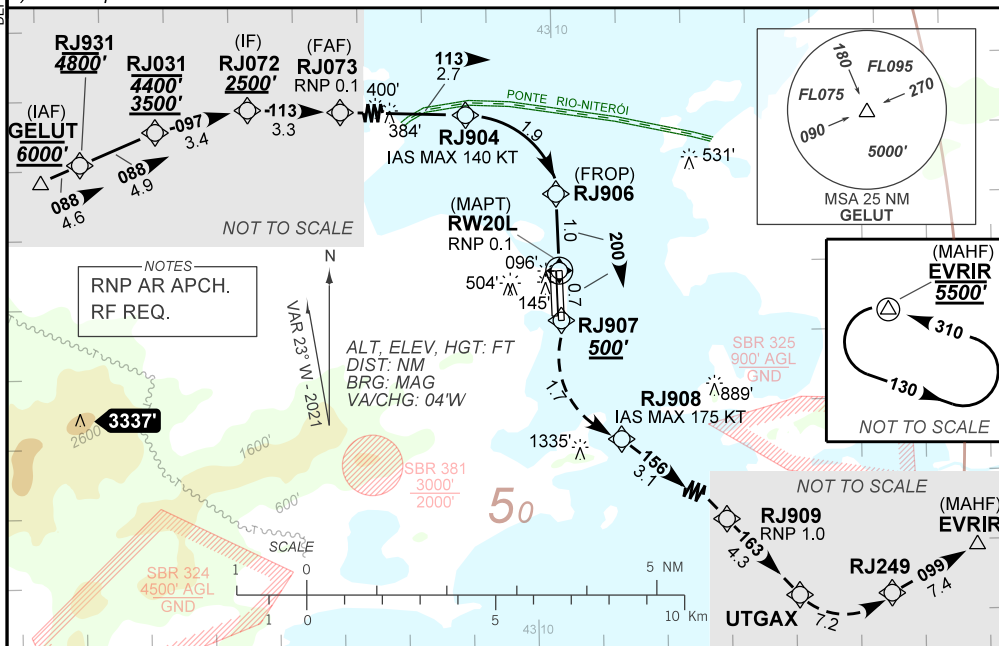 RJ931
4800'
RJ031
4400'
3500'
(IF)
RJ072
2500'
(FAF)
RJ073
RNP 0.1
(IAF)
GELUT
6000'
088
4.6
088
4.9
-097
3.4
-113
3.3
NOT TO SCALE
400'
384'
113
2.7
43 10
PONTE RIO-NITERÓI
RJ904
IAS MAX 140 KT
1.9
531'
(FROP)
RJ906
(MAPT)
RW20L
RNP 0.1
1.0
200
096'
504'
145'
0.7
RJ907
500'
180
FL095
270
FL075
090
5000'
MSA 25 NM
GELUT
(MAHF)
EVRIR
5500'
310
130
NOT TO SCALE
NOTES
RNP AR APCH.
RF REQ.
N
VAR 23° W - 2021
ALT, ELEV, HGT: FT
DIST: NM
BRG: MAG
VA/CHG: 04'W
SBR 325
900' AGL
GND
1.7
RJ908
IAS MAX 175 KT
889'
1335'
156
3.1
3337'
2600'
1600'
600'
SBR 381
3000'
2000'
50
SBR 324
4500' AGL
GND
SCALE
1
0
5 NM
1
0
5
10 Km
43 10
NOT TO SCALE
RJ909
RNP 1.0
163
4.3
UTGAX
7.2
RJ249
099
7.4
(MAHF)
EVRIR